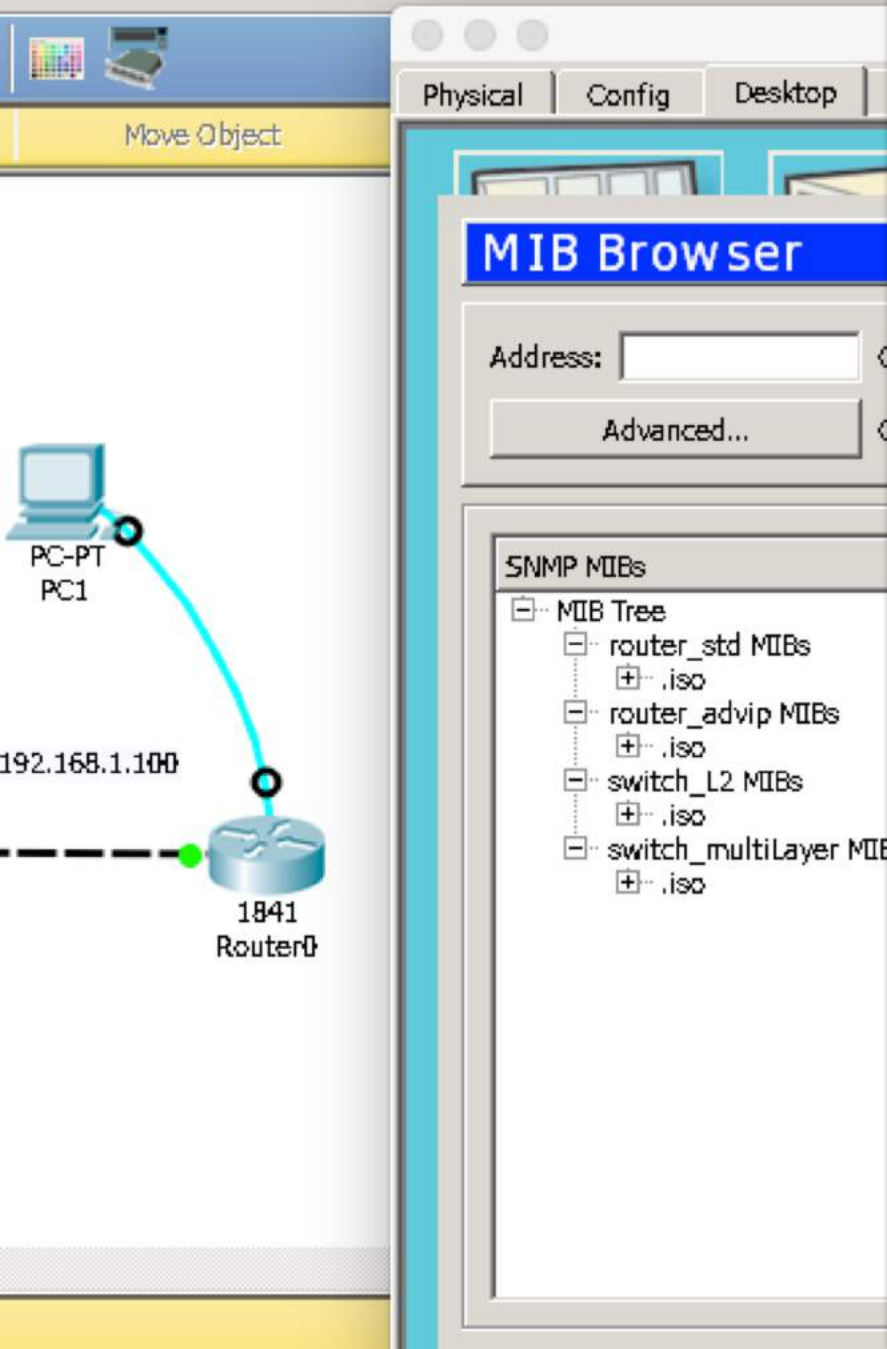 Move Object
PC-PT
PC1
192.168.1.100
1841
Router0
Physical
Config
Desktop
MIB Browser
Address:
Advanced...
SNMP MIBs
MIB Tree
router_std MIBs
.iso
router_advip MIBs
.iso
switch_L2 MIBs
.iso
switch_multiLayer MIB
.iso